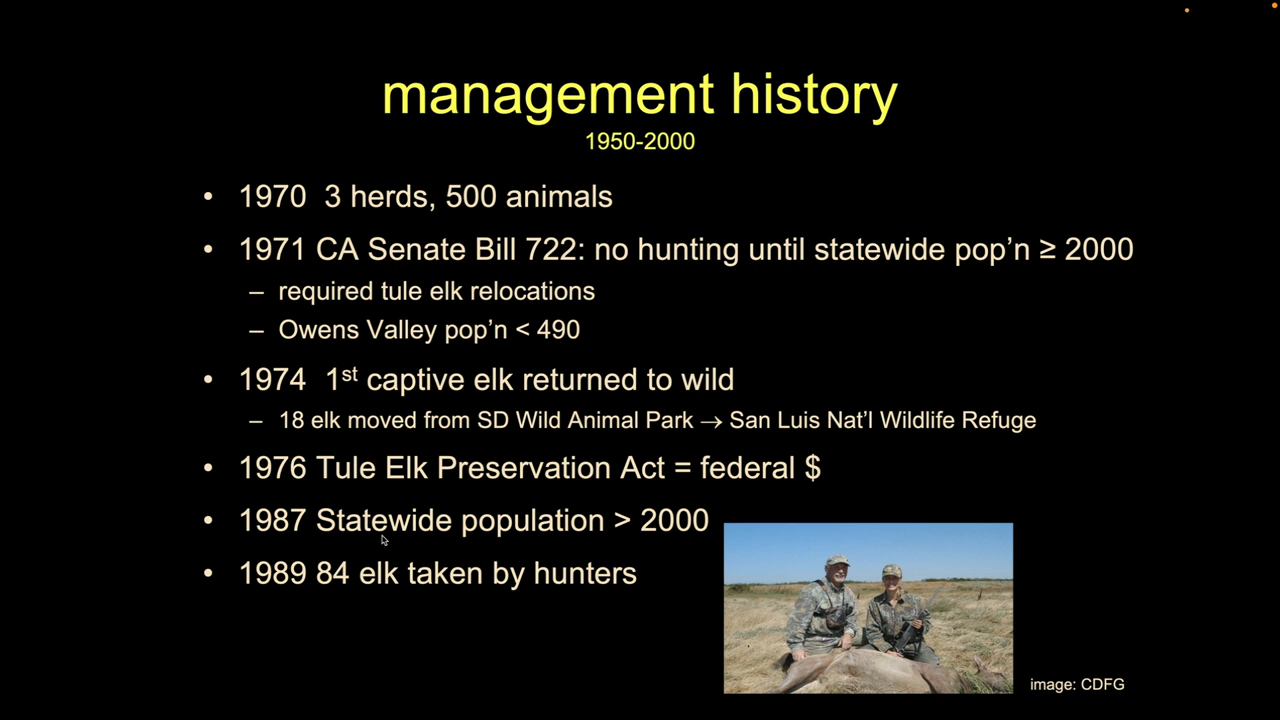 management history
1950-2000
• 1970  3 herds, 500 animals
• 1971 CA Senate Bill 722: no hunting until statewide pop’n ≥ 2000
– required tule elk relocations
– Owens Valley pop’n < 490
• 1974  1st captive elk returned to wild
– 18 elk moved from SD Wild Animal Park → San Luis Nat’l Wildlife Refuge
• 1976 Tule Elk Preservation Act = federal $
• 1987 Statewide population > 2000
• 1989 84 elk taken by hunters
image: CDFG